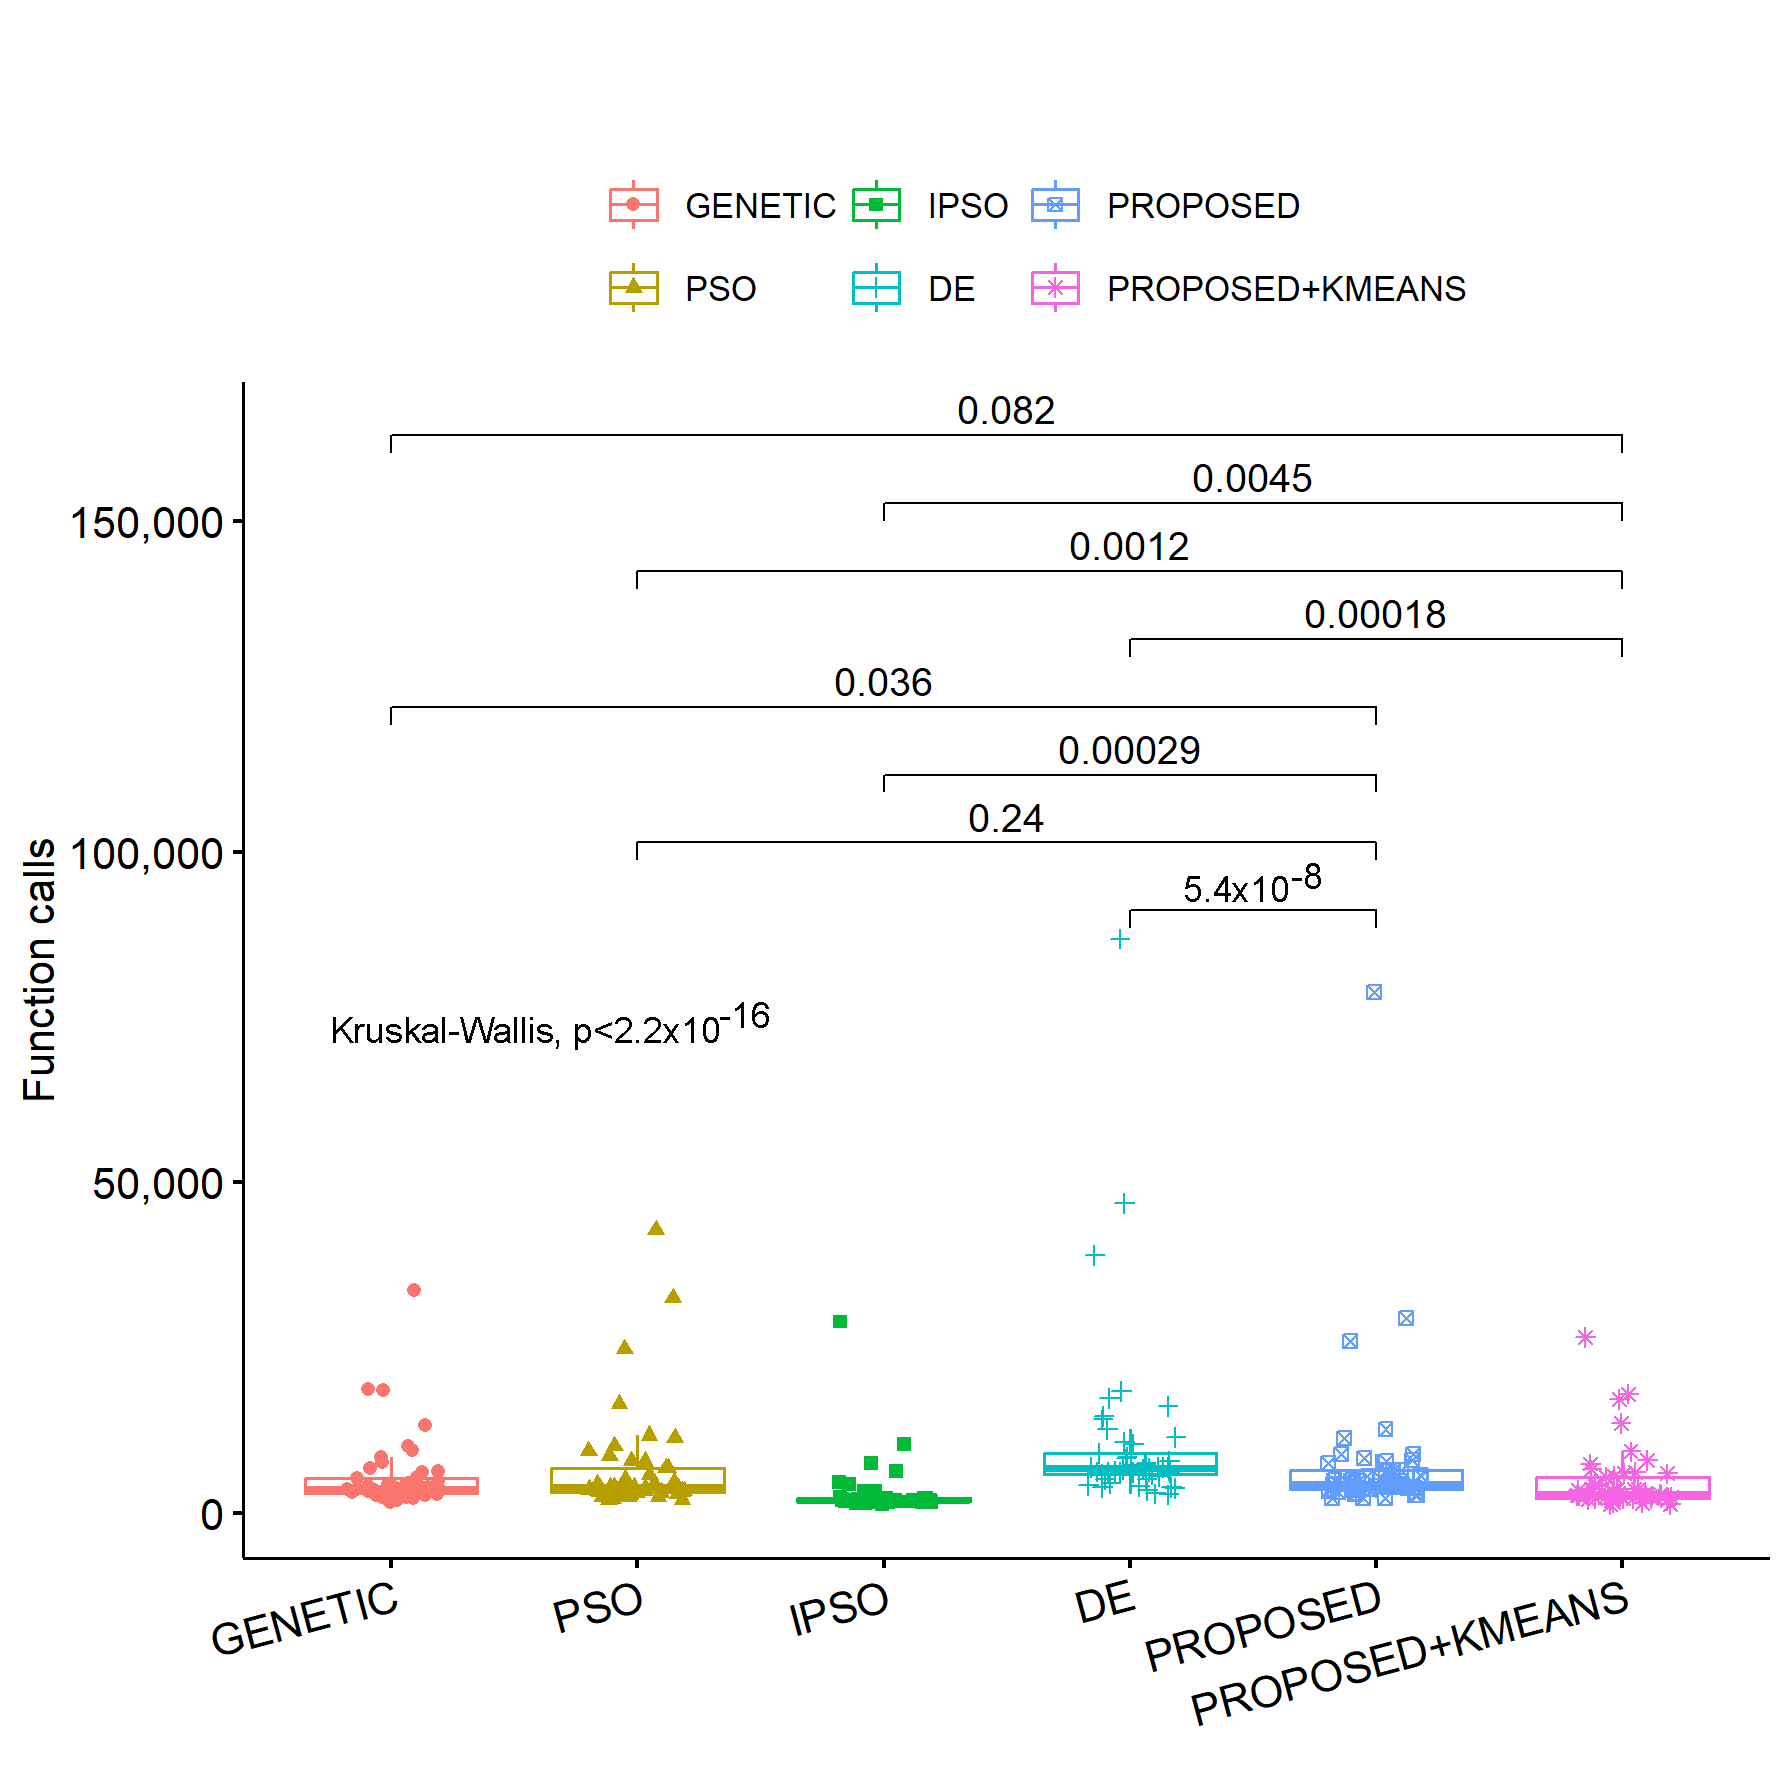 GENETIC IPSO PROPOSED
PSO DE PROPOSED+KMEANS
0.082
0.0045
150,000
0.0012
0.00018
0.036
0.00029
0.24
100,000
5.4x10-8
Kruskal-Wallis, p<2.2x10-16
Function calls
50,000
0
GENETIC PSO IPSO DE PROPOSED PROPOSED+KMEANS